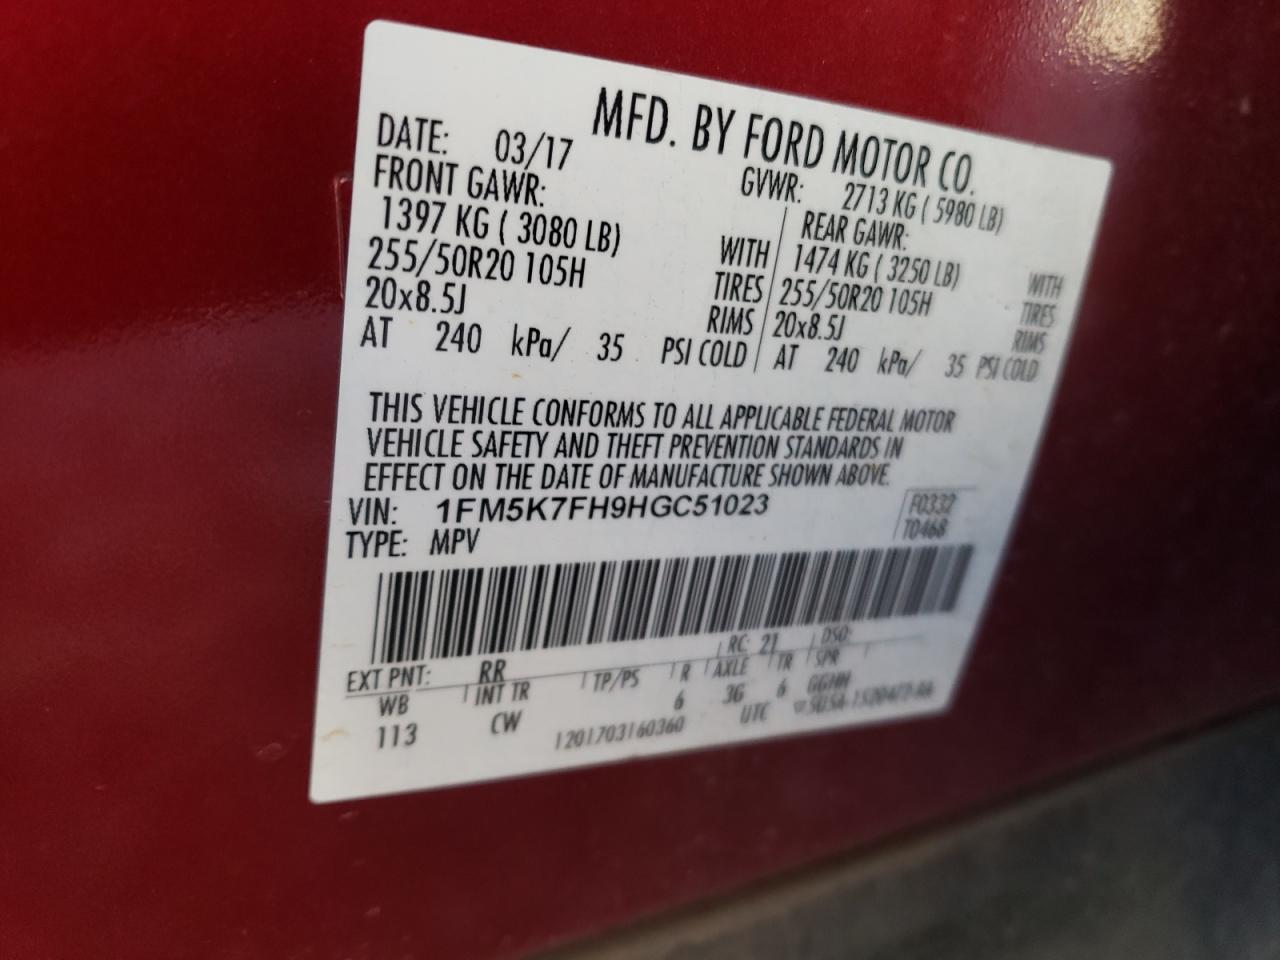 MFD. BY FORD MOTOR CO.
DATE: 03/17 GVWR: 2713 KG ( 5980 LB)
FRONT GAWR: REAR GAWR:
1397 KG ( 3080 LB) WITH 1474 KG ( 3250 LB) WITH
255/50R20 105H TIRES 255/50R20 105H TIRES
20x8.5J RIMS 20x8.5J RIMS
AT 240 kPa/ 35 PSI COLD AT 240 kPa/ 35 PSI COLD
THIS VEHICLE CONFORMS TO ALL APPLICABLE FEDERAL MOTOR
VEHICLE SAFETY AND THEFT PREVENTION STANDARDS IN
EFFECT ON THE DATE OF MANUFACTURE SHOWN ABOVE.
VIN: 1FM5K7FH9HGC51023 F0332
TYPE: MPV T0468
EXT PNT: RR RC: 21 DSO:
WB INT TR TP/PS R AXLE TR SPR
113 CW 6 3G 6 GGHH
1201703160360 UTC